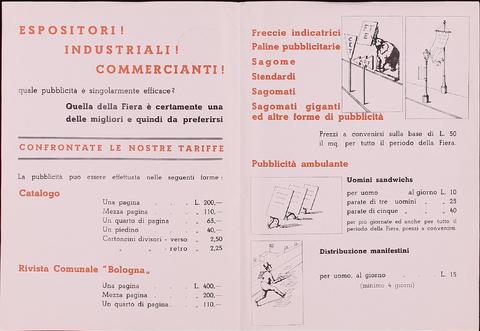 ESPOSITORI!
INDUSTRIALI!
COMMERCIANTI!
quale pubblicità è singolarmente efficace?
Quella della Fiera è certamente una
delle migliori e quindi da preferirsi
CONFRONTATE LE NOSTRE TARIFFE
La pubblicità può essere effettuata nelle seguenti forme:
Catalogo
Una pagina . . . L. 200,—
Mezza pagina . . . „ 110,—
Un quarto di pagina . „ 65,—
Un piedino . . . „ 40,—
Cartoncini divisori - verso „ 2,50
„ „ - retro „ 2,25
Rivista Comunale "Bologna„
Una pagina . . . L. 400,—
Mezza pagina . . . „ 200,—
Un quarto di pagina . „ 110,—
Freccie indicatrici
Paline pubblicitarie
Sagome
Stendardi
Sagomati
Sagomati giganti
ed altre forme di pubblicità
Prezzi a convenirsi sulla base di L. 50
il mq. per tutto il periodo della Fiera.
Pubblicità ambulante
Uomini sandwichs
per uomo al giorno L. 10
parate di tre uomini . „ 25
parate di cinque „ . „ 40
per più giornate ed anche per tutto il
periodo della Fiera, prezzi a convenirsi
Distribuzione manifestini
per uomo, al giorno . . L. 15
(minimo 4 giorni)